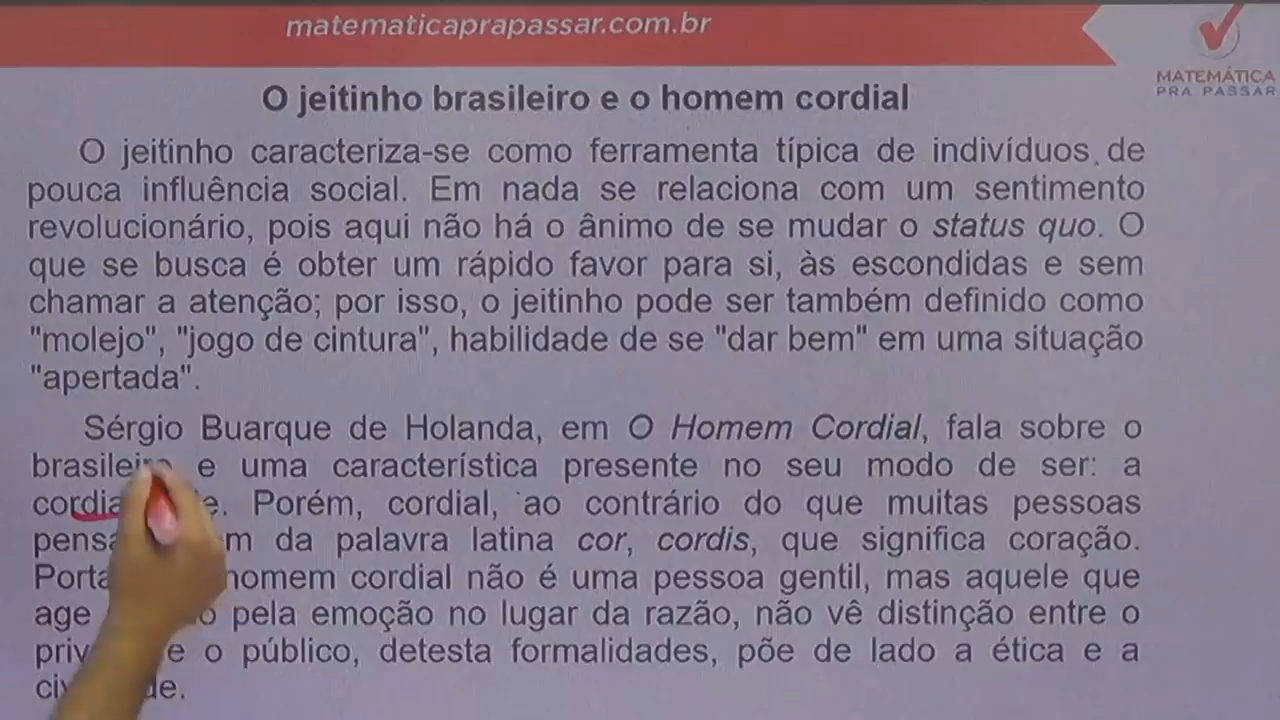 matematicaprapassar.com.br
MATEMÁTICA
PRA PASSAR
O jeitinho brasileiro e o homem cordial
O jeitinho caracteriza-se como ferramenta típica de indivíduos de
pouca influência social. Em nada se relaciona com um sentimento
revolucionário, pois aqui não há o ânimo de se mudar o status quo. O
que se busca é obter um rápido favor para si, às escondidas e sem
chamar a atenção; por isso, o jeitinho pode ser também definido como
"molejo", "jogo de cintura", habilidade de se "dar bem" em uma situação
"apertada".
Sérgio Buarque de Holanda, em O Homem Cordial, fala sobre o
brasileiro e uma característica presente no seu modo de ser: a
Porém, cordial, ao contrário do que muitas pessoas
da palavra latina cor, cordis, que significa coração.
homem cordial não é uma pessoa gentil, mas aquele que
age pela emoção no lugar da razão, não vê distinção entre o
e o público, detesta formalidades, põe de lado a ética e a